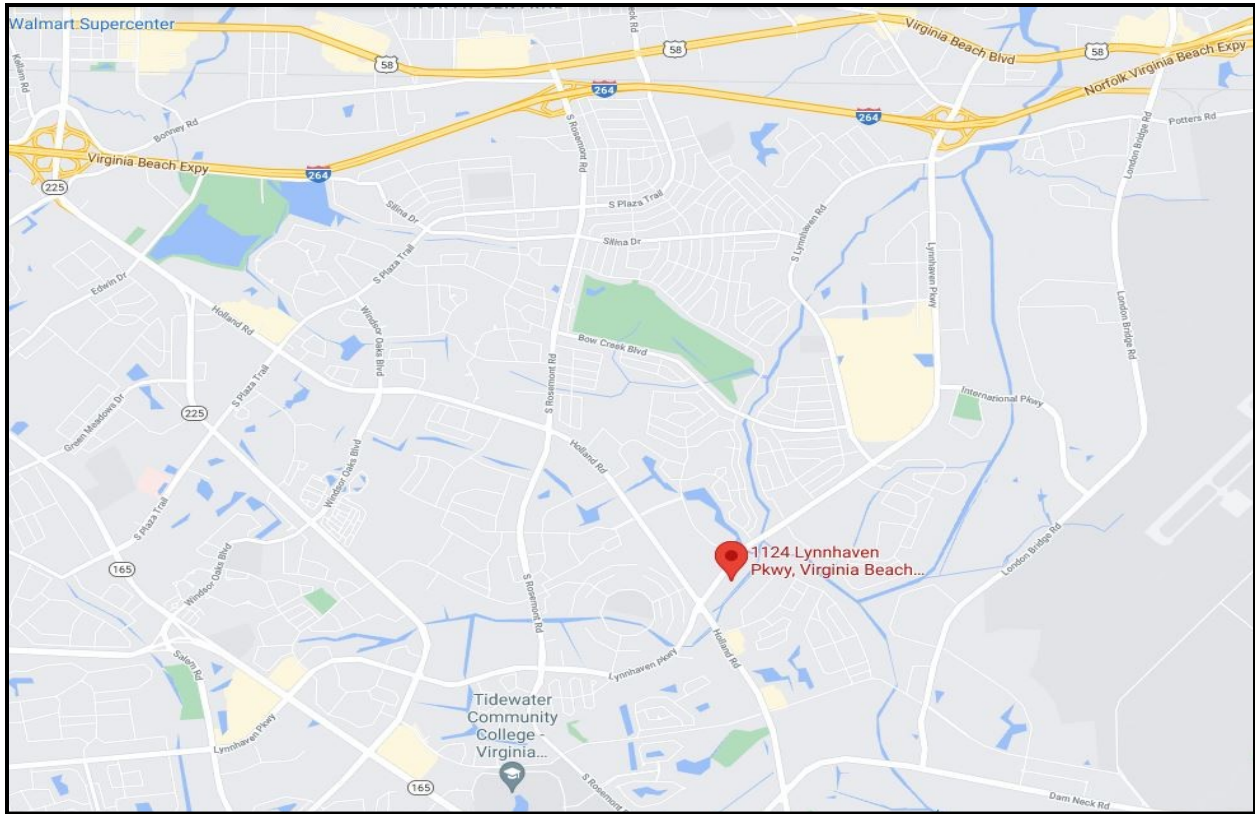 Walmart Supercenter
Virginia Beach Blvd
58
58
58
Norfolk Virginia Beach Expy
Kellam Rd
264
264
Bonney Rd
S Rosemont Rd
Potters Rd
London Bridge Rd
Virginia Beach Expy
264
225
Silina Dr
S Plaza Trail
S Lynnhaven Rd
Silina Dr
S Plaza Trail
Lynnhaven Pkwy
Edwin Dr
Holland Rd
Windsor Oaks Blvd
London Bridge Rd
Bow Creek Blvd
S Plaza Trail
S Rosemont Rd
International Pkwy
Green Meadows Dr
225
Holland Rd
Windsor Oaks Blvd
S Plaza Trail
1124 Lynnhaven
Pkwy, Virginia Beach...
London Bridge Rd
165
Windsor Oaks Blvd
S Rosemont Rd
Holland Rd
Salem Rd
Lynnhaven Pkwy
Tidewater
Community
College -
Virginia...
Lynnhaven Pkwy
165
S Rosemont
Dam Neck Rd